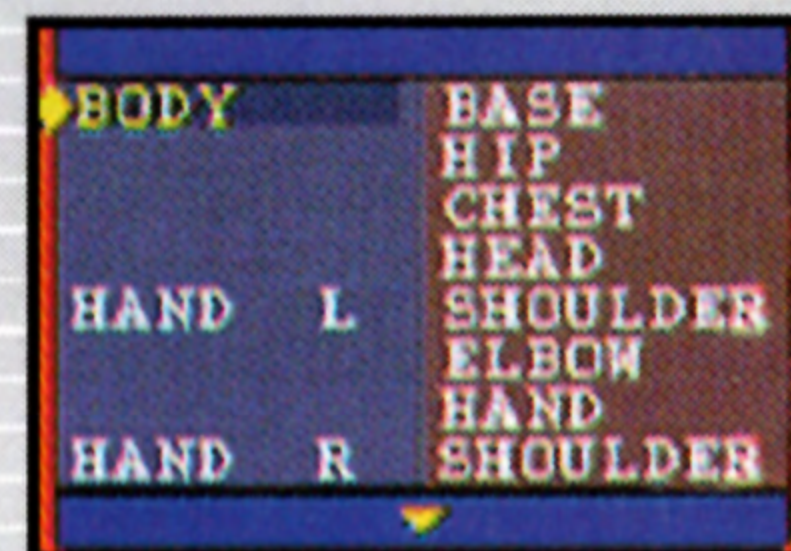 BODY BASE
HIP
CHEST
HEAD
HAND L SHOULDER
ELBOW
HAND
HAND R SHOULDER